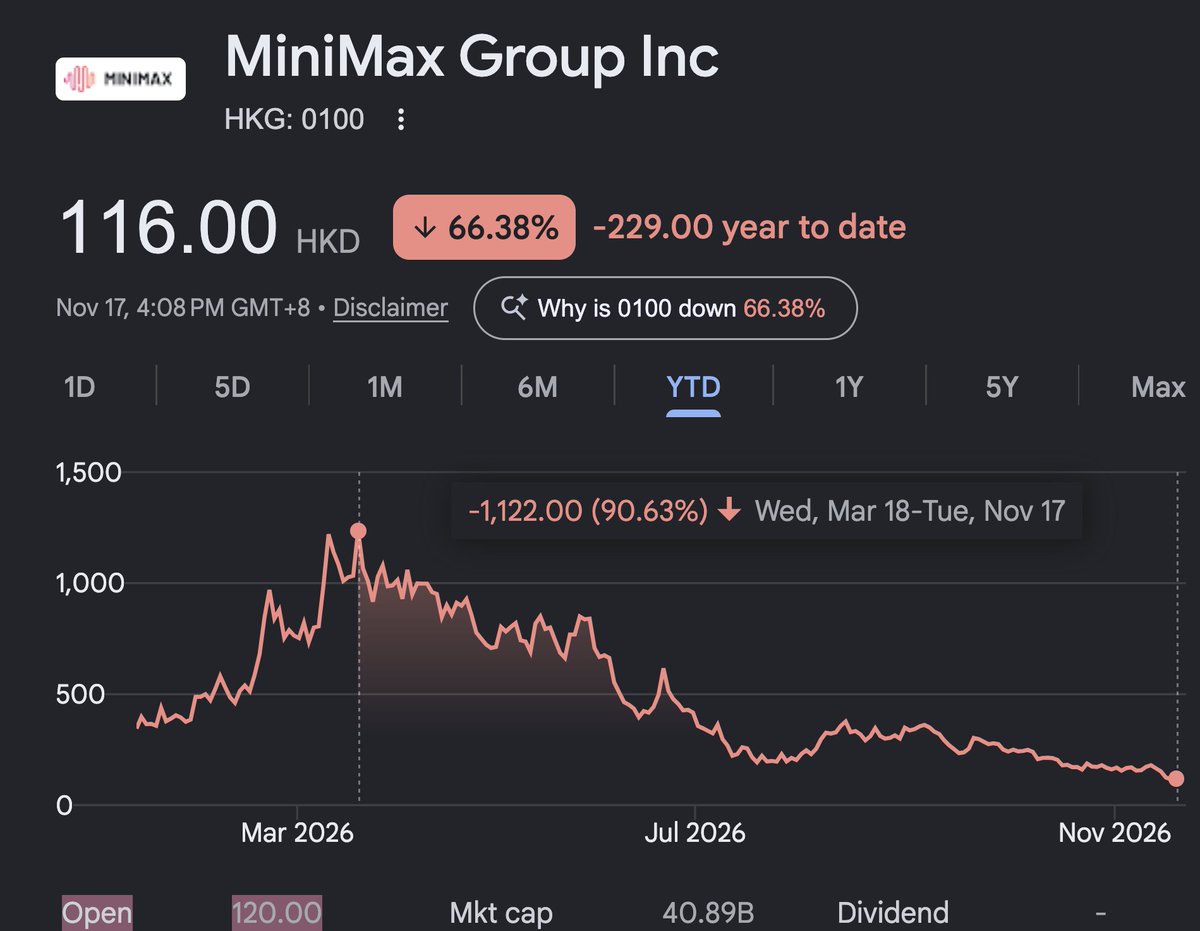 MiniMax Group Inc
MINIMAX
HKG: 0100
116.00 HKD ↓ 66.38% -229.00 year to date
Nov 17, 4:08 PM GMT+8 • Disclaimer
Why is 0100 down 66.38%
1D 5D 1M 6M YTD 1Y 5Y Max
1,500
-1,122.00 (90.63%) ↓ Wed, Mar 18-Tue, Nov 17
1,000
500
0
Mar 2026 Jul 2026 Nov 2026
Open 120.00 Mkt cap 40.89B Dividend -